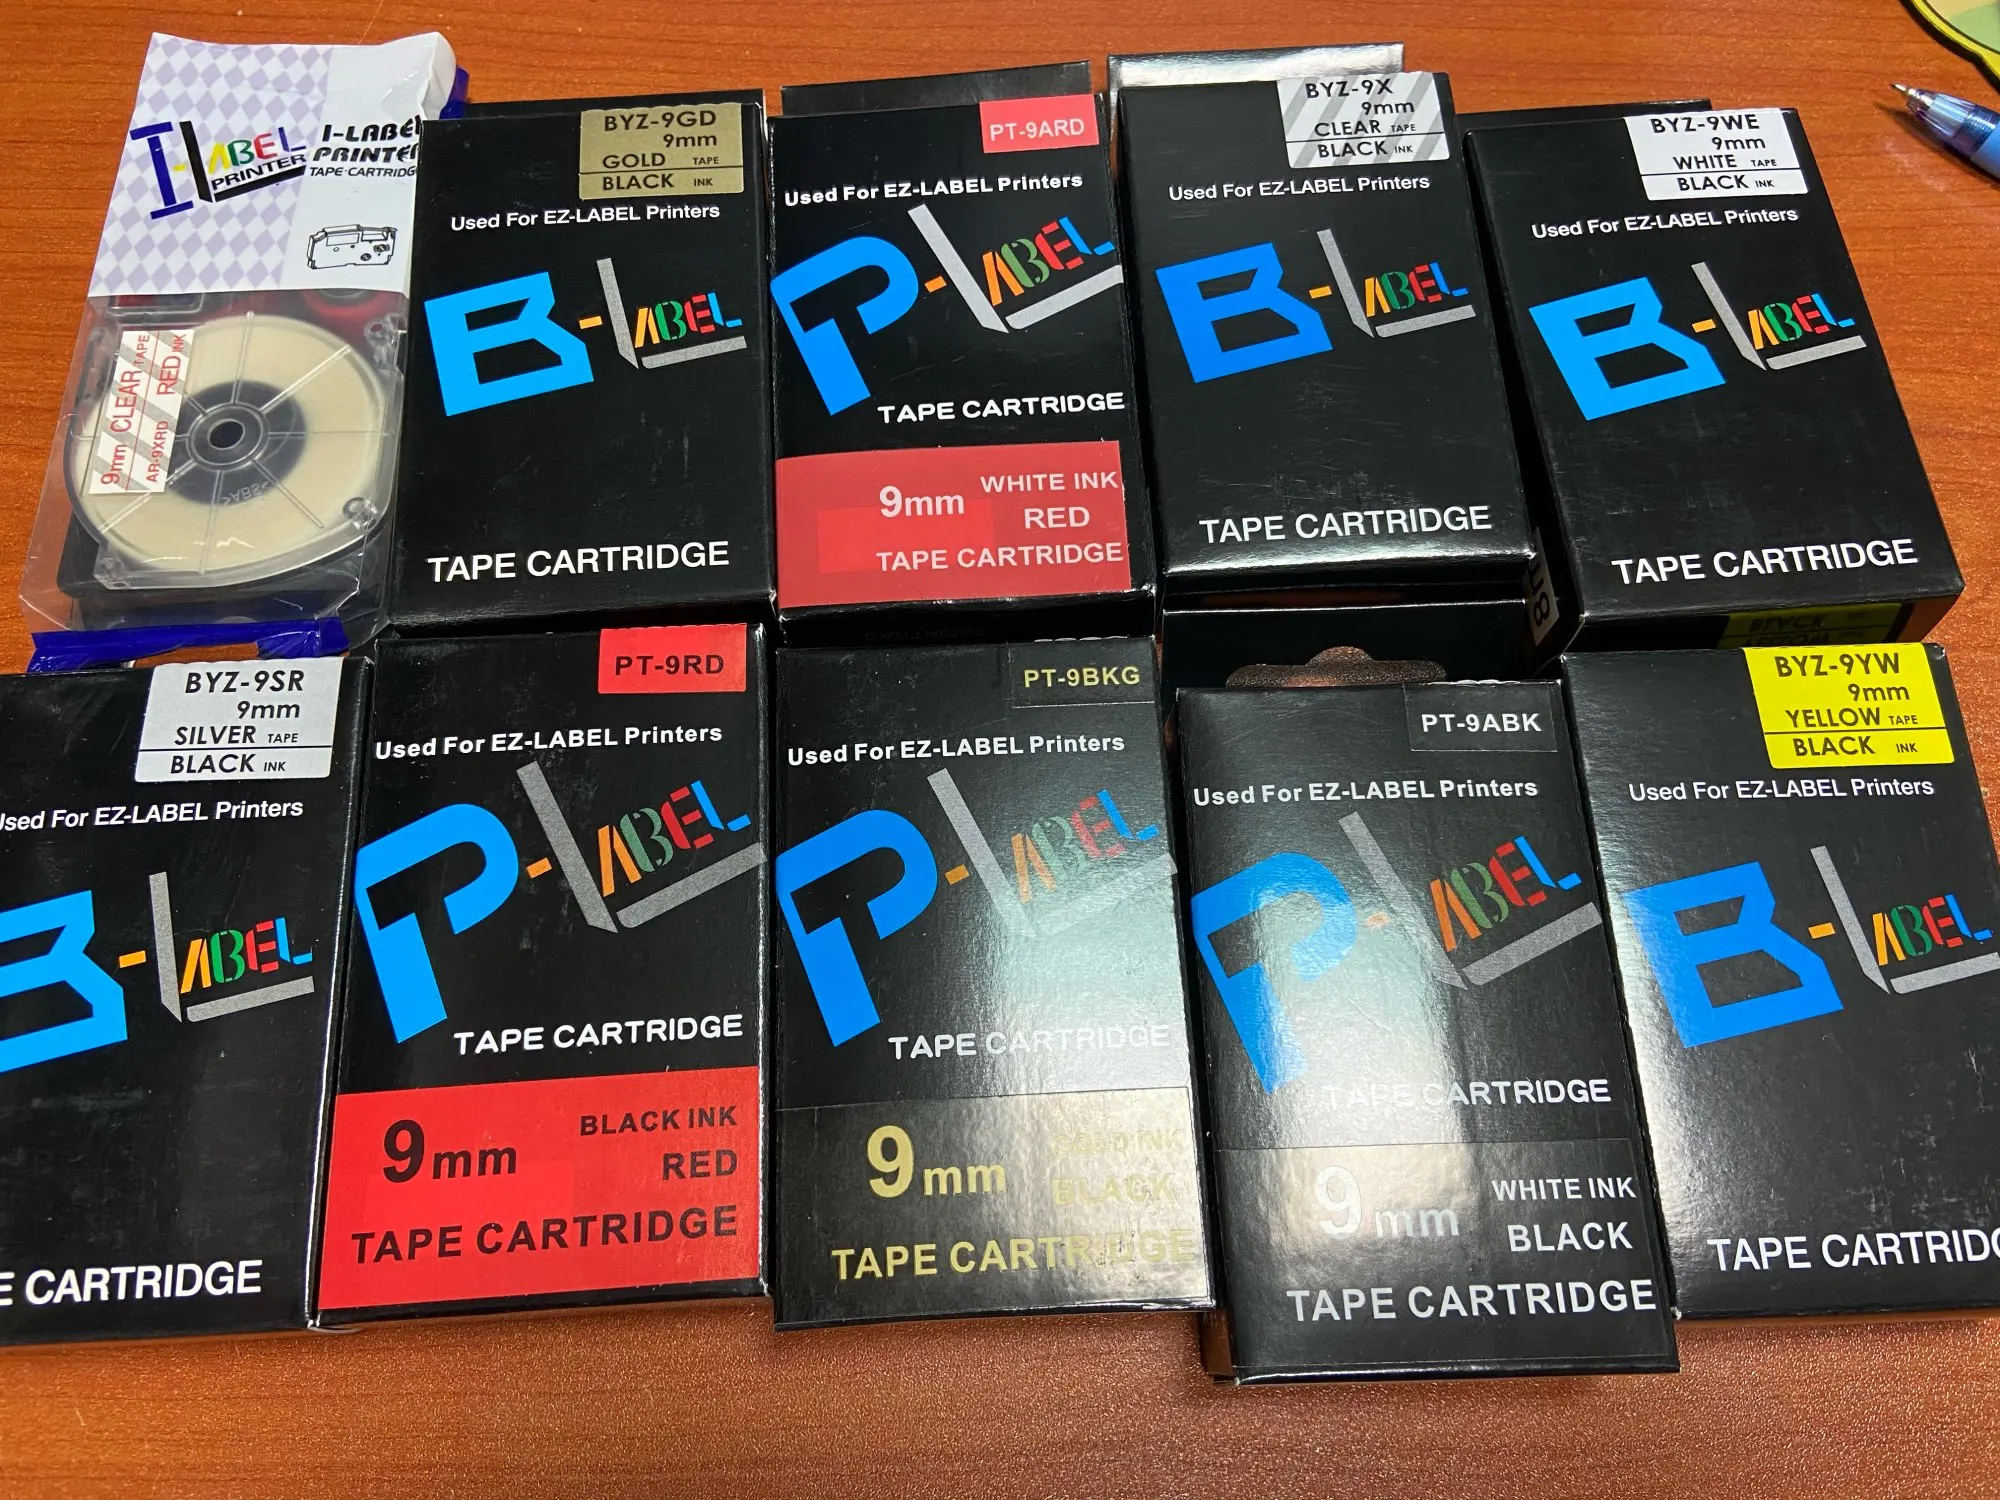 I-LABEL PRINTER
I-LABEL
PRINTER
TAPE-CARTRIDGE
9mm CLEAR TAPE
AR-9XRD RED INK
>ABS<
BYZ-9GD
9mm
GOLD TAPE
BLACK INK
Used For EZ-LABEL Printers
B-LABEL
TAPE CARTRIDGE
PT-9ARD
Used For EZ-LABEL Printers
P-LABEL
TAPE CARTRIDGE
9mm WHITE INK
RED
TAPE CARTRIDGE
BYZ-9X
9mm
CLEAR TAPE
BLACK INK
Used For EZ-LABEL Printers
B-LABEL
TAPE CARTRIDGE
BYZ-9WE
9mm
WHITE TAPE
BLACK INK
Used For EZ-LABEL Printers
B-LABEL
TAPE CARTRIDGE
BYZ-9SR
9mm
SILVER TAPE
BLACK INK
Used For EZ-LABEL Printers
B-LABEL
E CARTRIDGE
PT-9RD
Used For EZ-LABEL Printers
P-LABEL
TAPE CARTRIDGE
9mm BLACK INK
RED
TAPE CARTRIDGE
CARTRIDGE
PT-9BKG
Used For EZ-LABEL Printers
P-LABEL
TAPE CARTRIDGE
9mm GOLD INK
BLACK
TAPE CARTRIDGE
PT-9ABK
Used For EZ-LABEL Printers
P-LABEL
TAPE CARTRIDGE
9mm WHITE INK
BLACK
TAPE CARTRIDGE
BYZ-9YW
9mm
YELLOW TAPE
BLACK INK
Used For EZ-LABEL Printers
B-LABEL
TAPE CARTRIDG